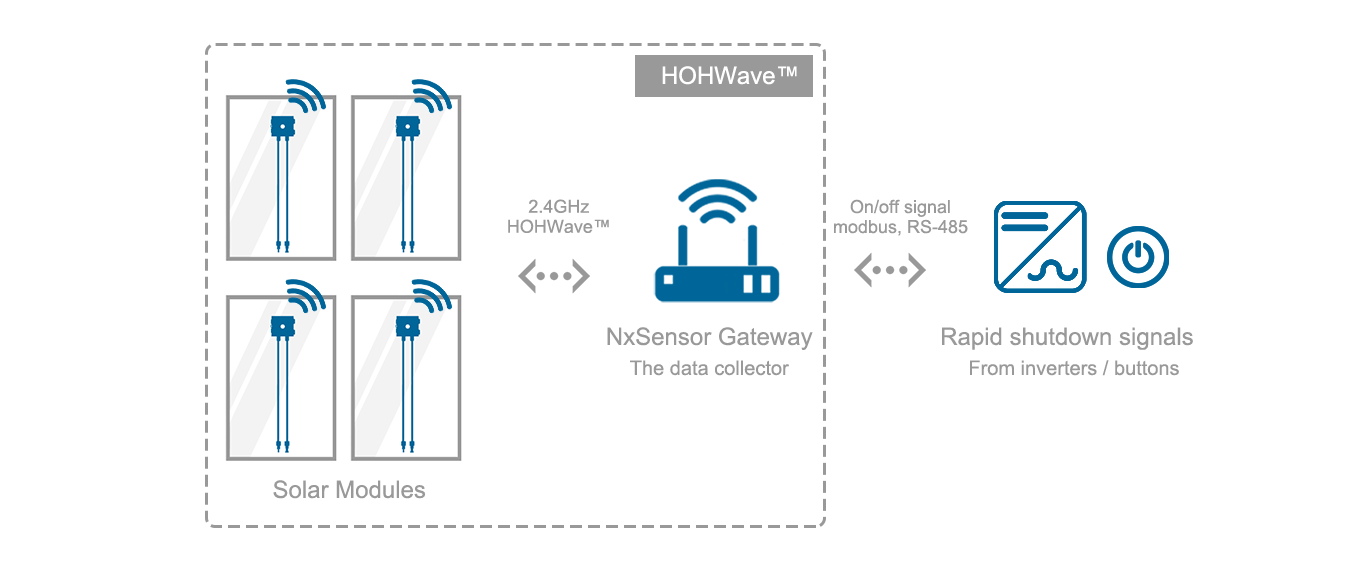 HOHWave™
2.4GHz
HOHWave™
On/off signal
modbus, RS-485
NxSensor Gateway
The data collector
Rapid shutdown signals
From inverters / buttons
Solar Modules